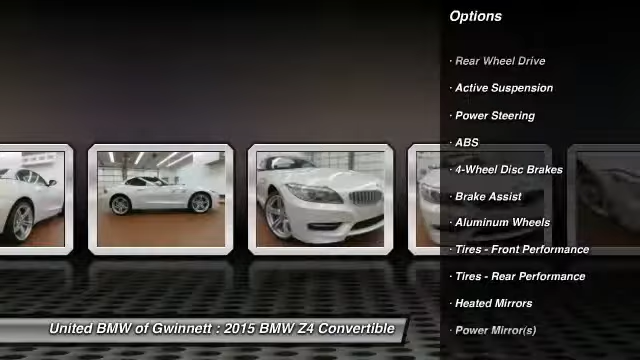 Options
· Rear Wheel Drive
· Active Suspension
· Power Steering
· ABS
· 4-Wheel Disc Brakes
· Brake Assist
· Aluminum Wheels
· Tires - Front Performance
· Tires - Rear Performance
· Heated Mirrors
· Power Mirror(s)
United BMW of Gwinnett : 2015 BMW Z4 Convertible